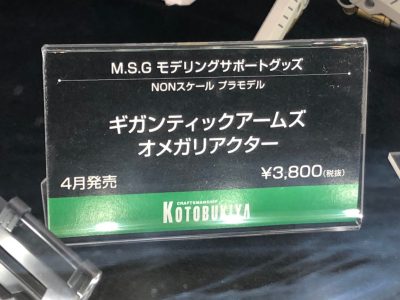 M.S.G モデリングサポートグッズ
NONスケール プラモデル
ギガンティックアームズ
オメガリアクター
4月発売 ¥3,800(税抜)
CRAFTSMANSHIP
KOTOBUKIYA